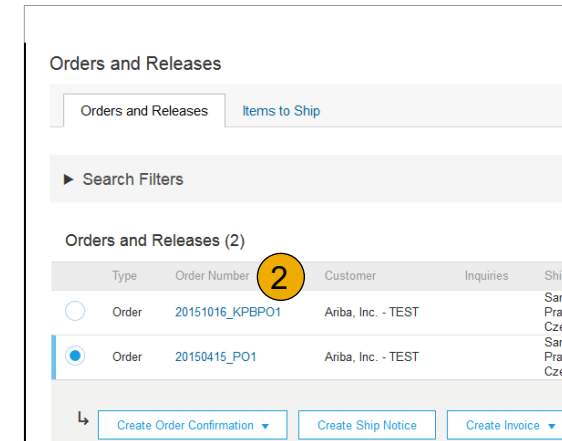 Orders and Releases
Orders and Releases Items to Ship
► Search Filters
Orders and Releases (2)
Type Order Number 2 Customer Inquiries
Order 20151016_KPBPO1 Ariba, Inc. - TEST
Order 20150415_PO1 Ariba, Inc. - TEST
Create Order Confirmation ▼ Create Ship Notice Create Invoice ▼